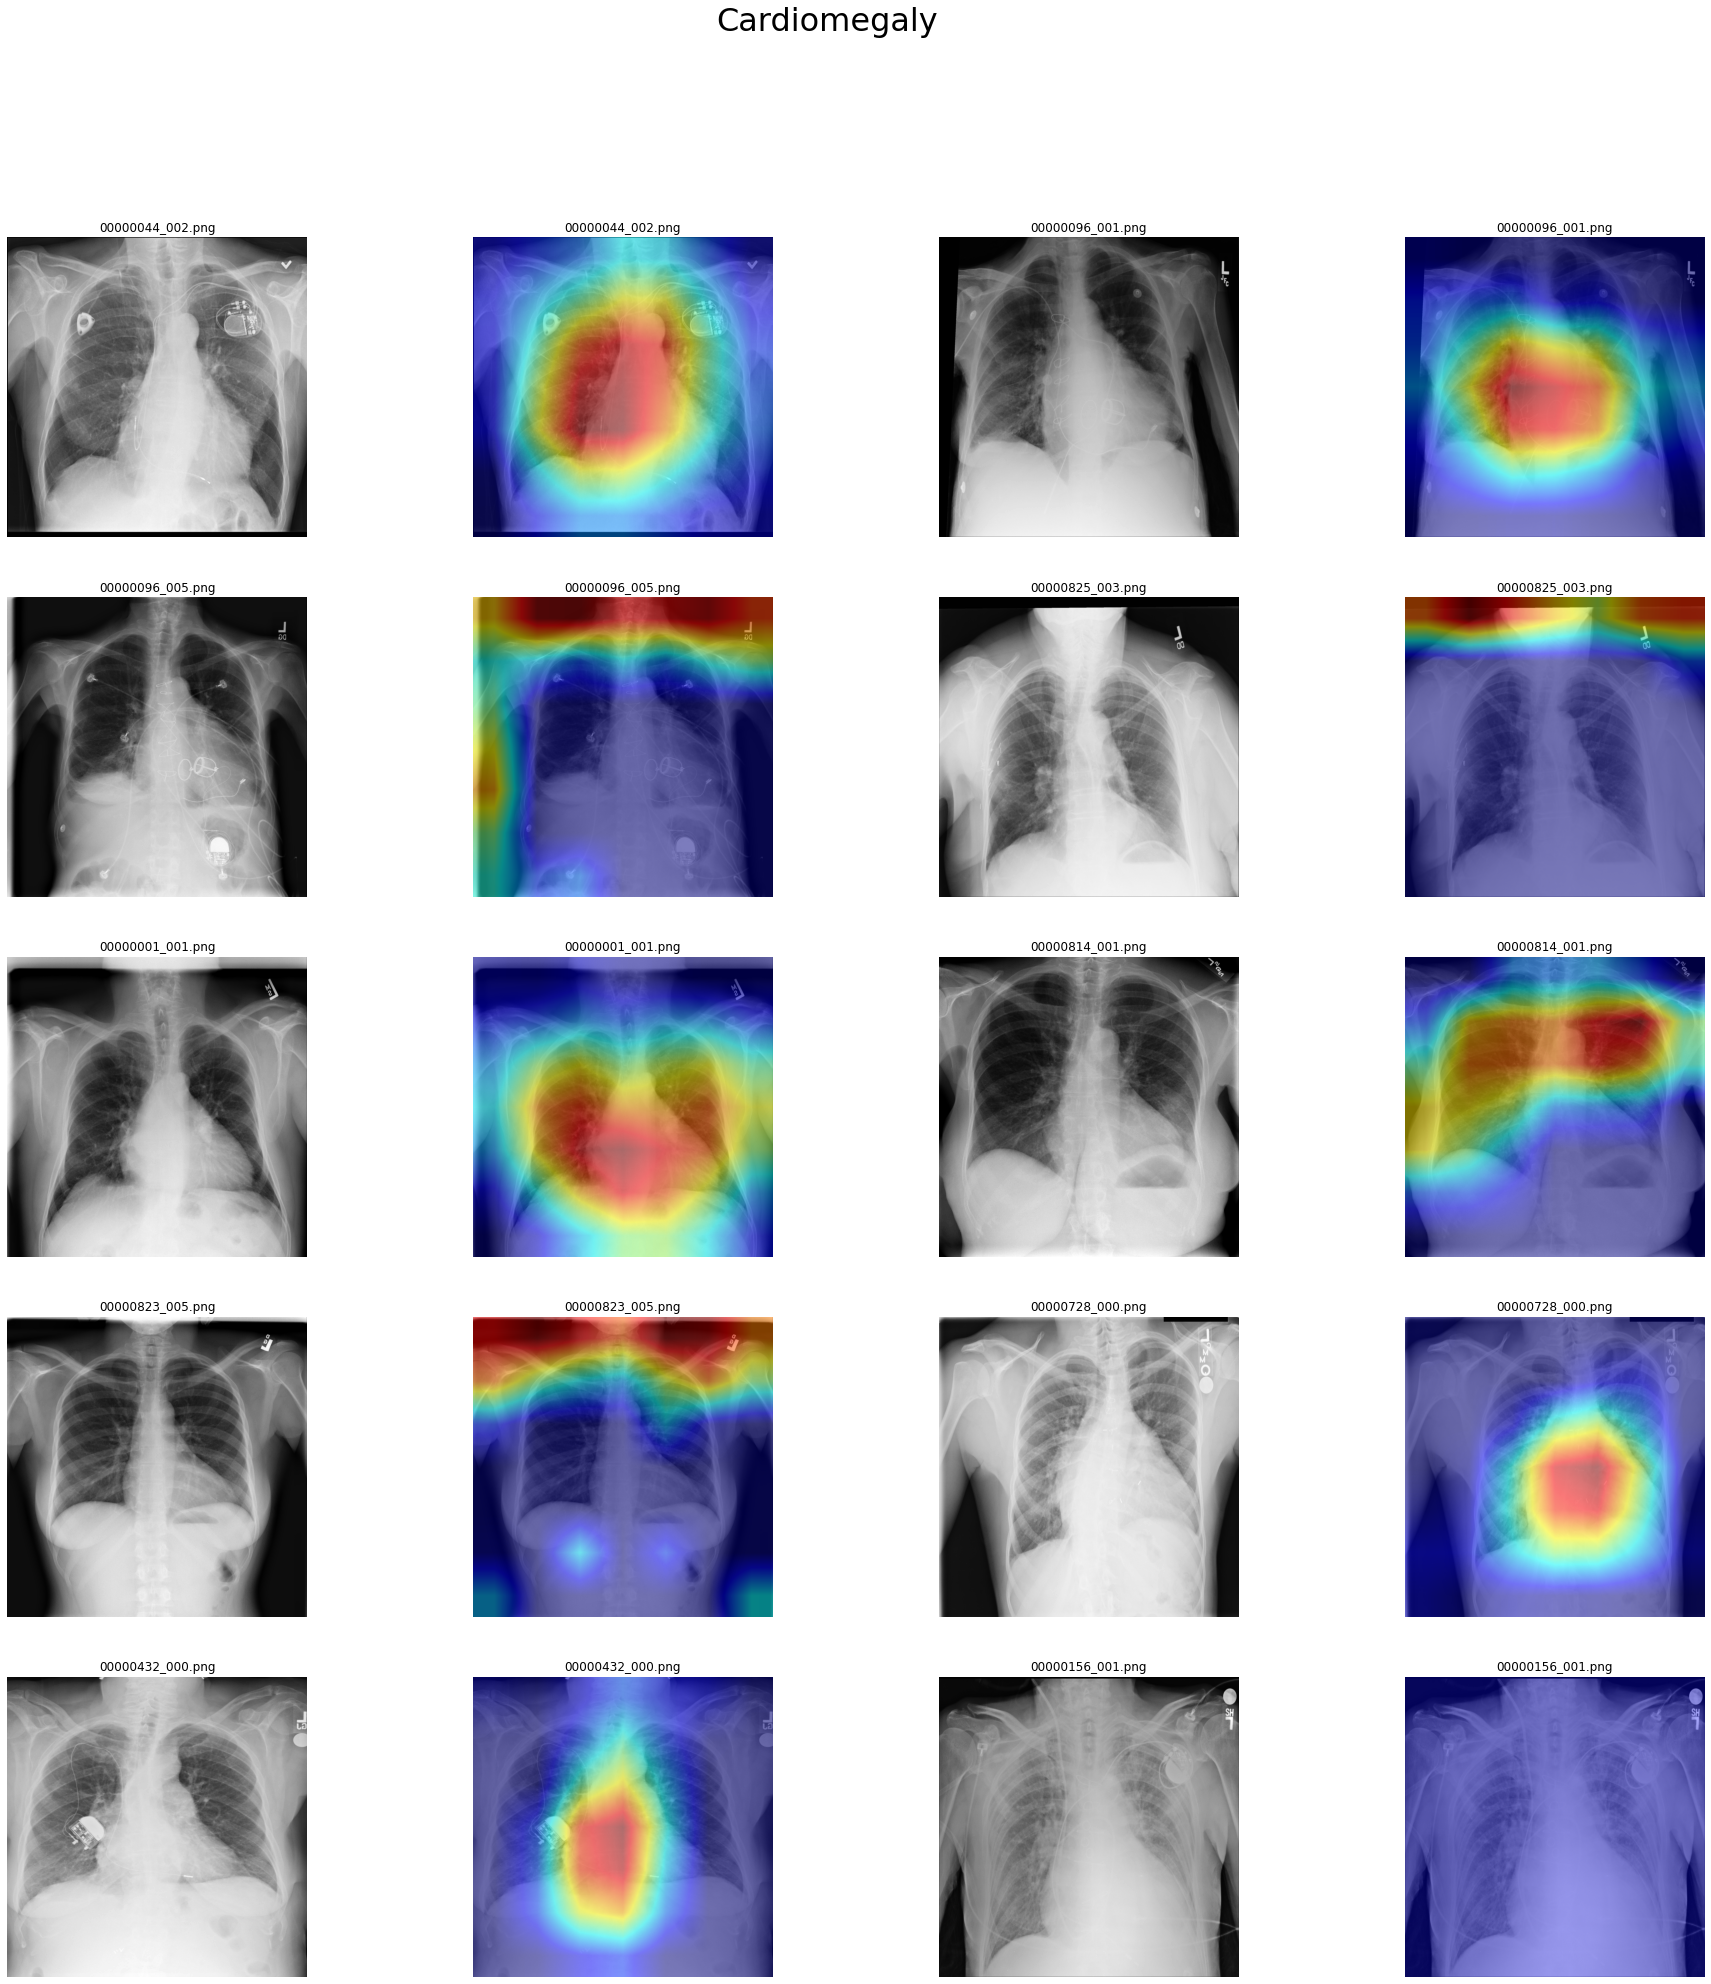 Cardiomegaly
00000044_002.png
00000044_002.png
00000096_001.png
00000096_001.png
00000096_005.png
00000096_005.png
00000825_003.png
00000825_003.png
00000001_001.png
00000001_001.png
00000814_001.png
00000814_001.png
00000823_005.png
00000823_005.png
00000728_000.png
00000728_000.png
00000432_000.png
00000432_000.png
00000156_001.png
00000156_001.png